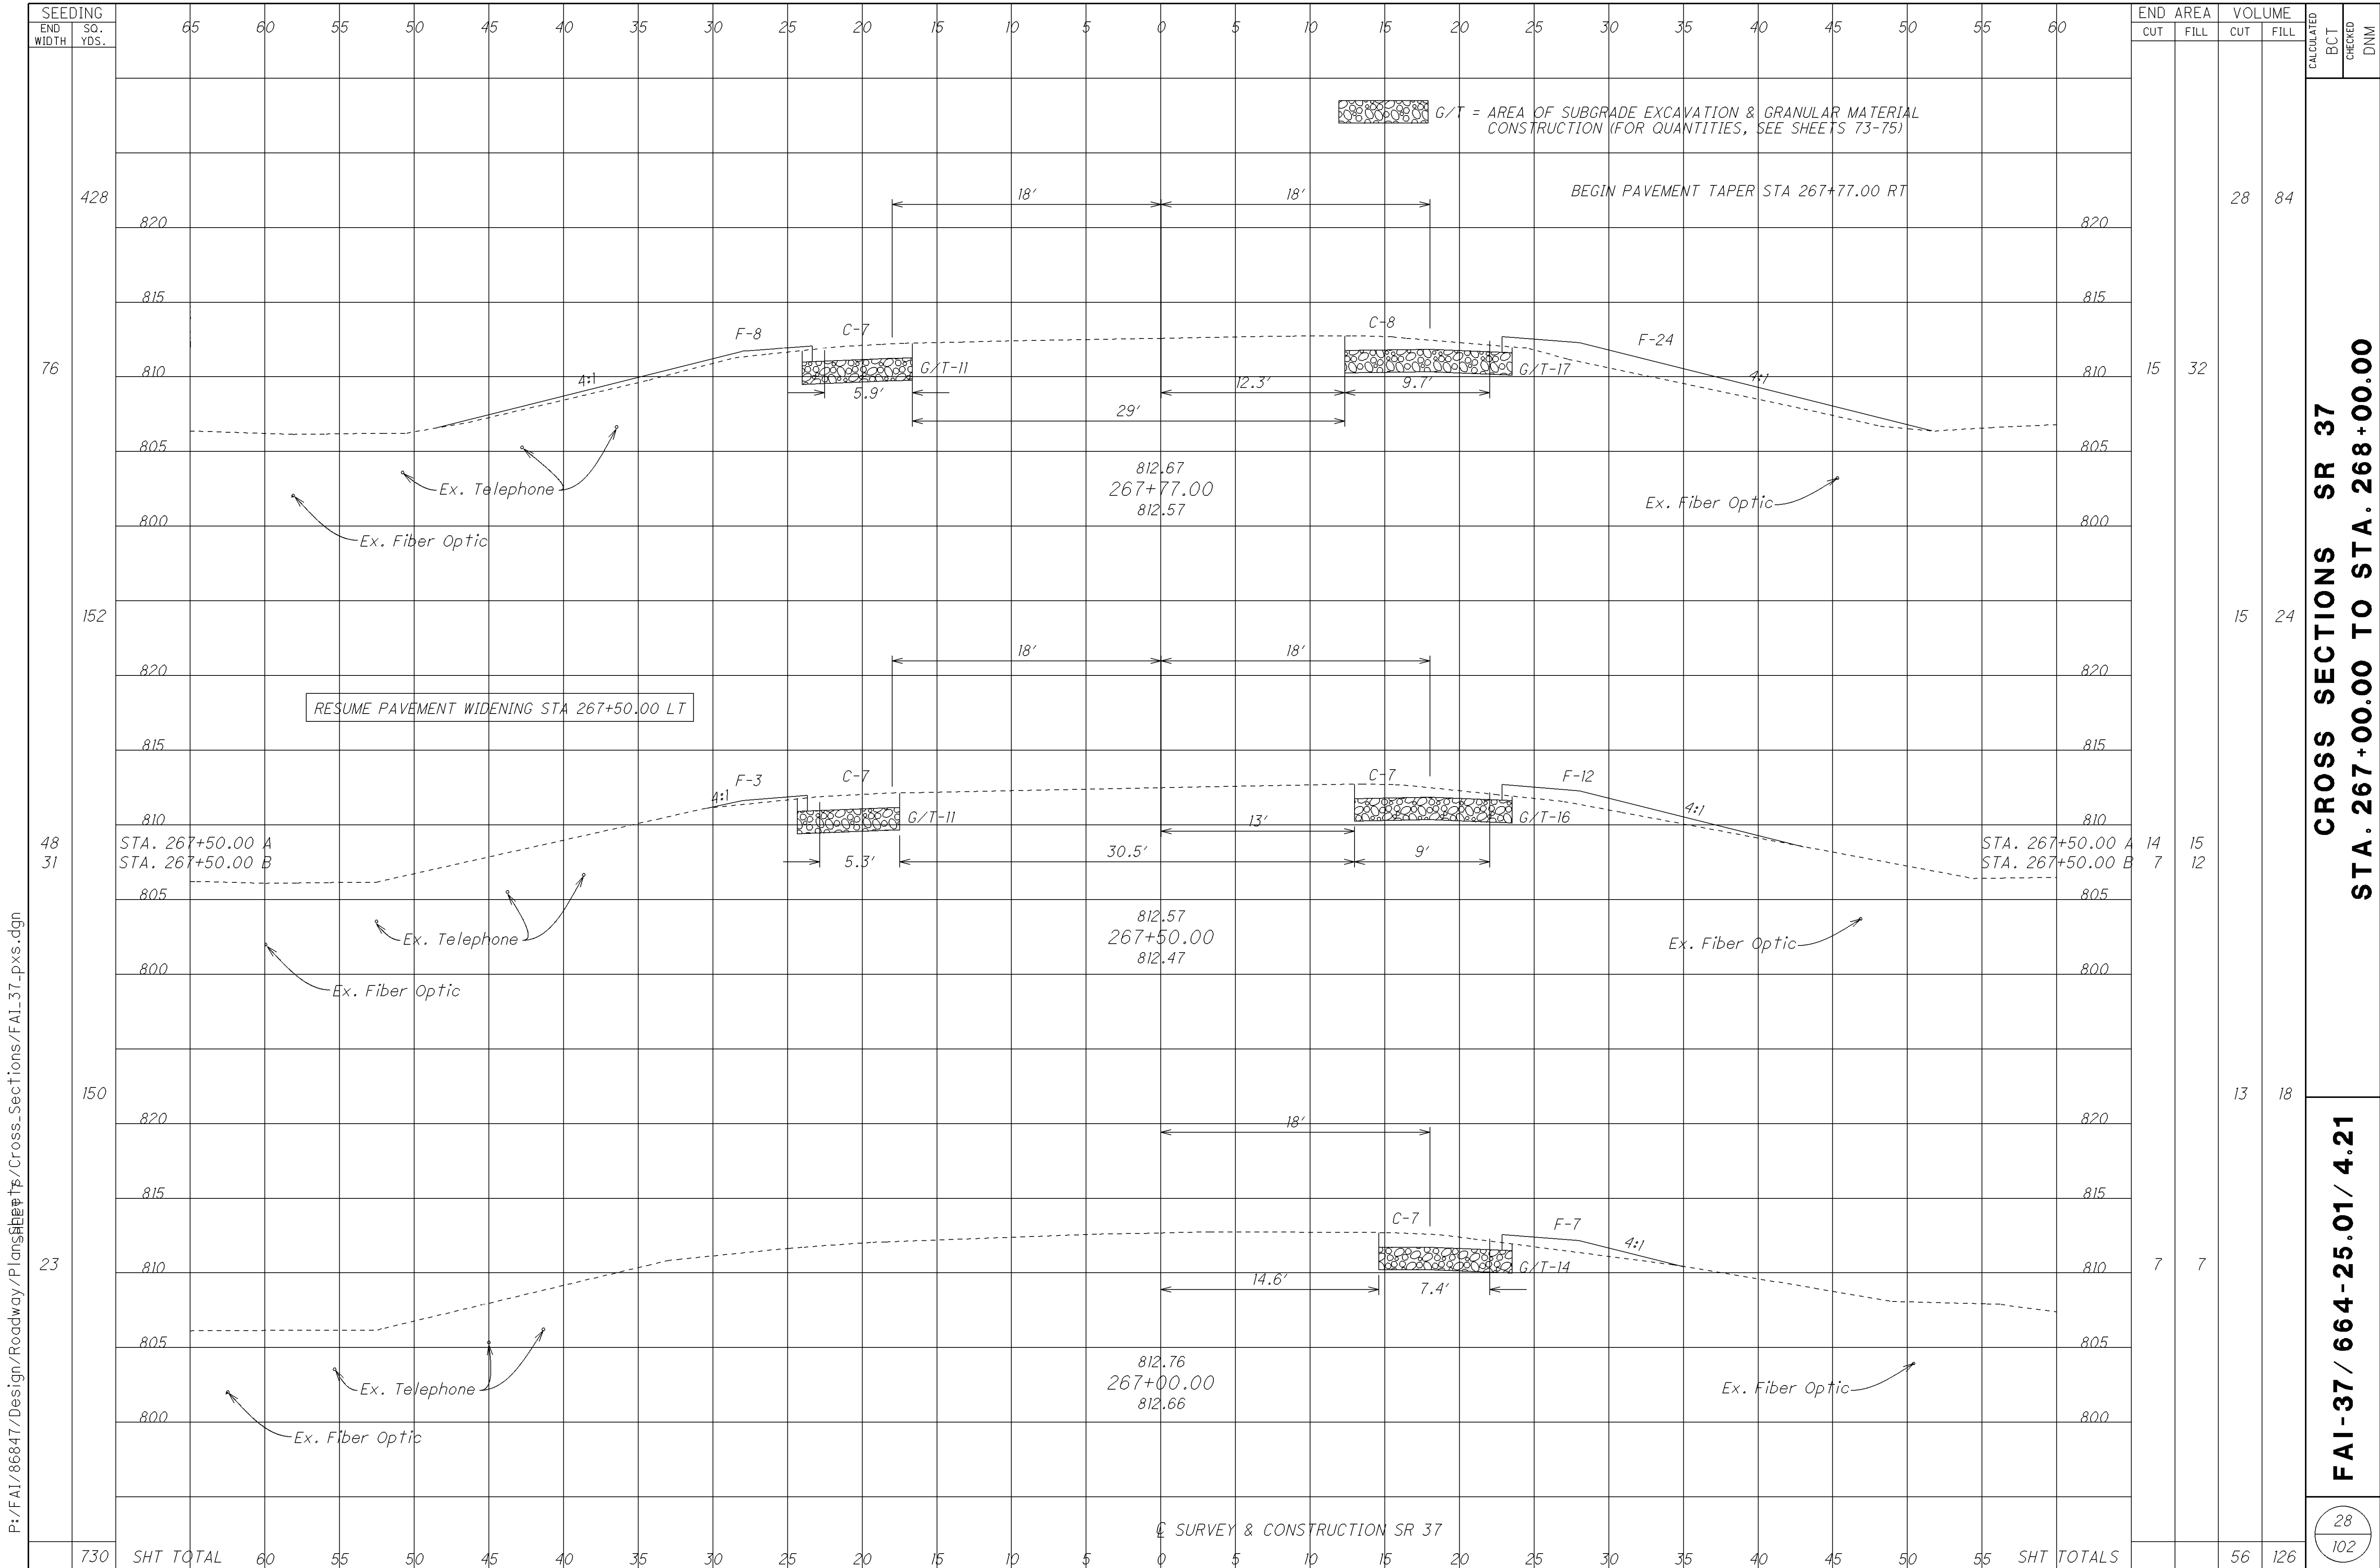 SEEDING
END WIDTH
SQ. YDS.
65 60 55 50 45 40 35 30 25 20 15 10 5 0 5 10 15 20 25 30 35 40 45 50 55 60
END AREA
VOLUME
CUT FILL CUT FILL
CALCULATED
BCT
CHECKED
DNM
G/T = AREA OF SUBGRADE EXCAVATION & GRANULAR MATERIAL
CONSTRUCTION (FOR QUANTITIES, SEE SHEETS 73-75)
BEGIN PAVEMENT TAPER STA 267+77.00 RT
428
28 84
18' 18'
820 820
815 815
F-8 C-7 C-8 F-24
76
810 810
4:1 G/T-11 G/T-17 4:1
15 32
5.9' 12.3' 9.7'
29'
805 805
Ex. Telephone
812.67
267+77.00
812.57
Ex. Fiber Optic
800 800
Ex. Fiber Optic
152
15 24
18' 18'
820 820
RESUME PAVEMENT WIDENING STA 267+50.00 LT
815 815
F-3 C-7 C-7 F-12
4:1 G/T-11 G/T-16 4:1
810 810
13'
48 STA. 267+50.00 A STA. 267+50.00 A 14 15
31 STA. 267+50.00 B STA. 267+50.00 B 7 12
5.3' 30.5' 9'
805 805
Ex. Telephone
812.57
267+50.00
812.47
Ex. Fiber Optic
800 800
Ex. Fiber Optic
150
13 18
820 820
18'
815 815
C-7 F-7
4:1
23
810 810
G/T-14
7 7
14.6' 7.4'
805 805
Ex. Telephone
812.76
267+00.00
812.66
Ex. Fiber Optic
800 800
Ex. Fiber Optic
℄ SURVEY & CONSTRUCTION SR 37
730 SHT TOTAL
60 55 50 45 40 35 30 25 20 15 10 5 0 5 10 15 20 25 30 35 40 45 50 55
SHT TOTALS 56 126
CROSS SECTIONS SR 37
STA. 267+00.00 TO STA. 268+00.00
FAI-37/ 664-25.01/ 4.21
28
102